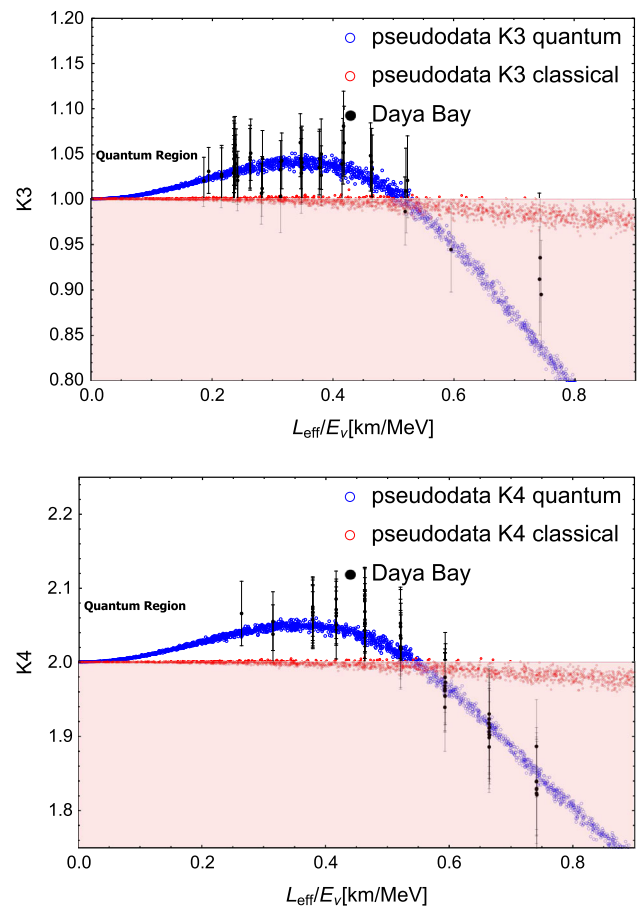 1.20
1.15
1.10
1.05
1.00
0.95
0.90
0.85
0.80
K3
pseudodata K3 quantum
pseudodata K3 classical
Daya Bay
Quantum Region
0.0 0.2 0.4 0.6 0.8
Leff/Eν[km/MeV]
2.2
2.1
2.0
1.9
1.8
K4
pseudodata K4 quantum
pseudodata K4 classical
Daya Bay
Quantum Region
0.0 0.2 0.4 0.6 0.8
Leff/Eν[km/MeV]